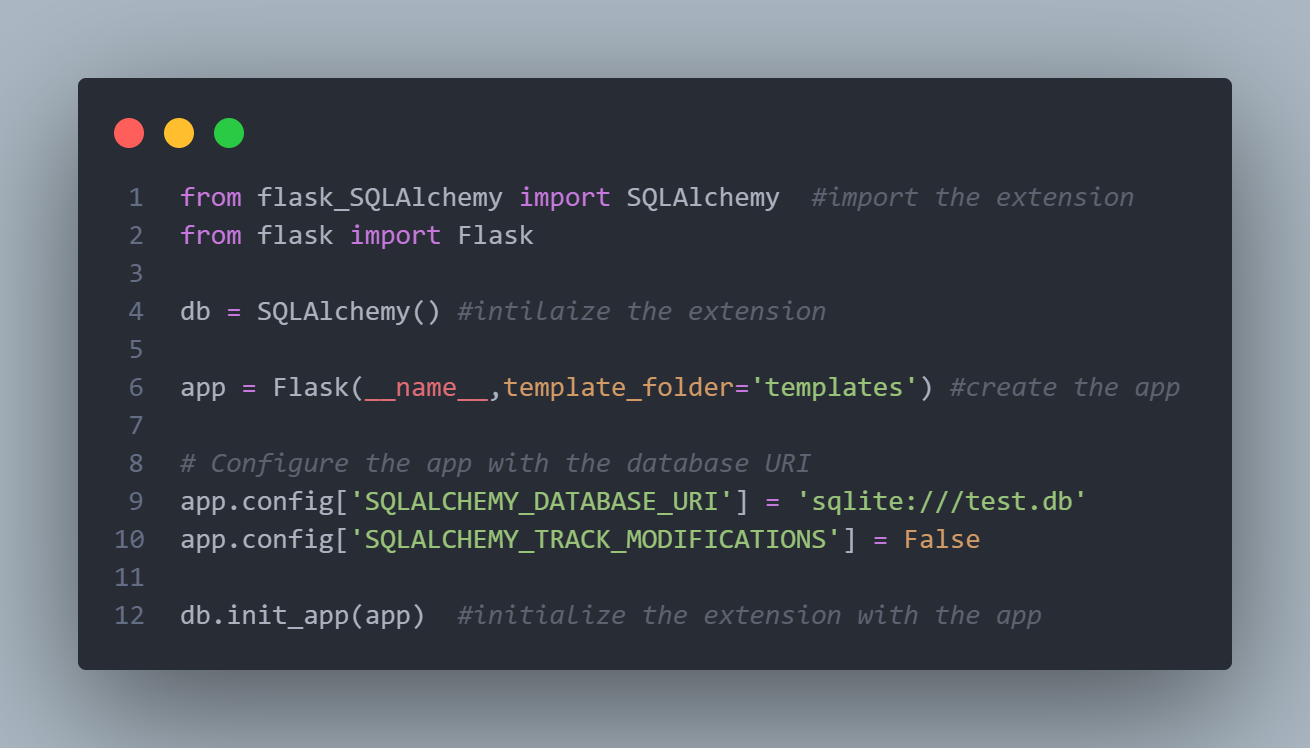 1 from flask_SQLAlchemy import SQLAlchemy  #import the extension
2 from flask import Flask
3
4 db = SQLAlchemy() #intilaize the extension
5
6 app = Flask(__name__,template_folder='templates') #create the app
7
8 # Configure the app with the database URI
9 app.config['SQLALCHEMY_DATABASE_URI'] = 'sqlite:///test.db'
10 app.config['SQLALCHEMY_TRACK_MODIFICATIONS'] = False
11
12 db.init_app(app)  #initialize the extension with the app